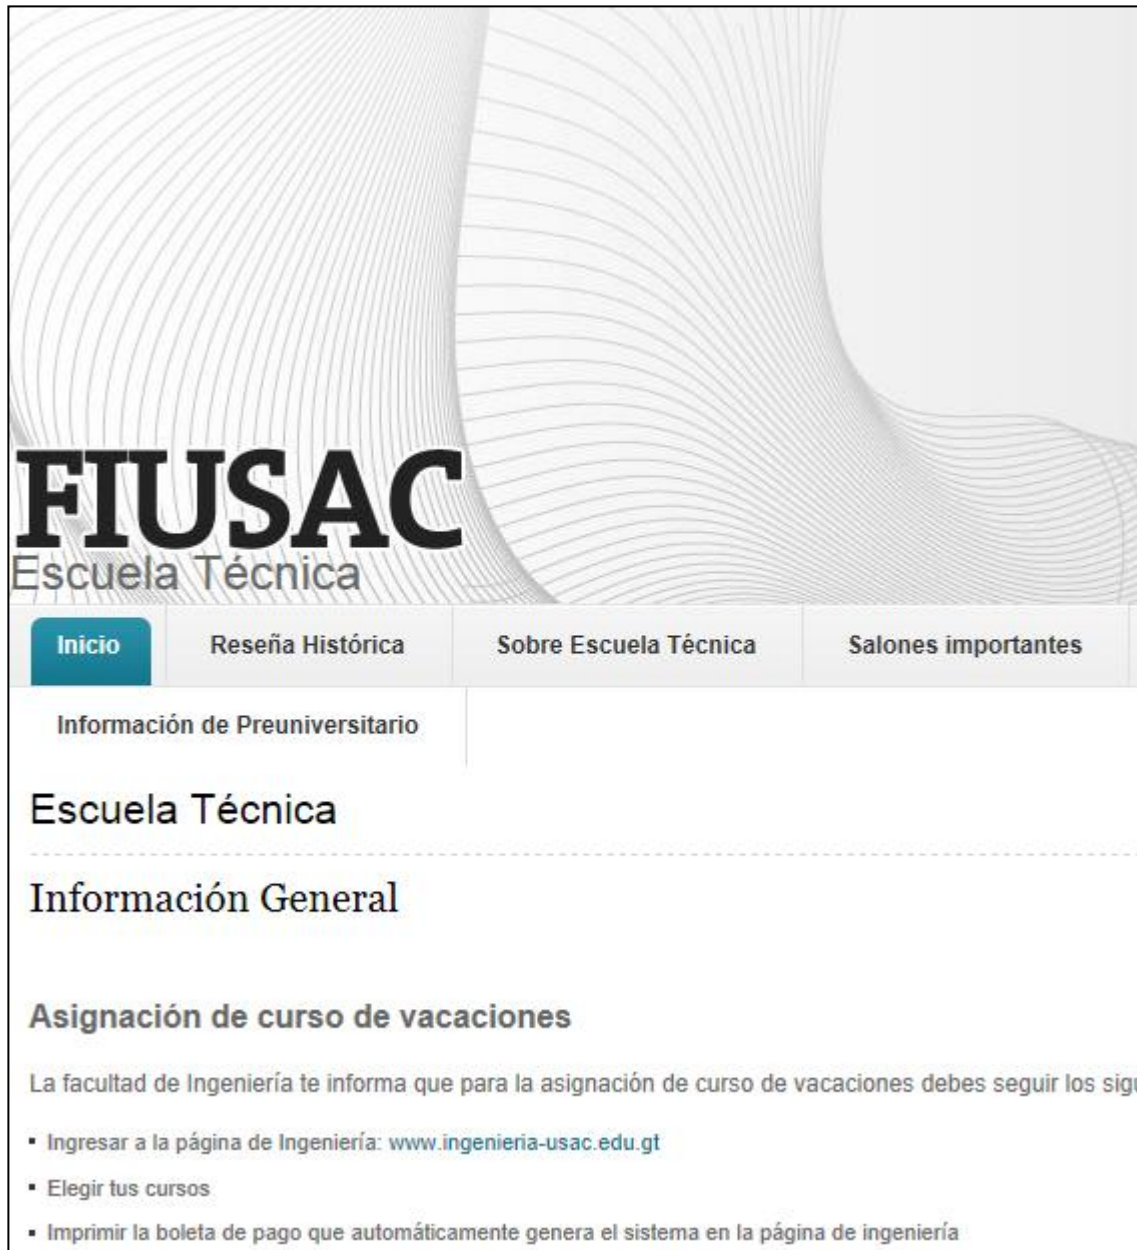 FIUSAC
Escuela Técnica
Inicio Reseña Histórica Sobre Escuela Técnica Salones importantes
Información de Preuniversitario
Escuela Técnica
Información General
Asignación de curso de vacaciones
La facultad de Ingeniería te informa que para la asignación de curso de vacaciones debes seguir los
▪ Ingresar a la página de Ingeniería: www.ingenieria-usac.edu.gt
▪ Elegir tus cursos
▪ Imprimir la boleta de pago que automáticamente genera el sistema en la página de ingeniería